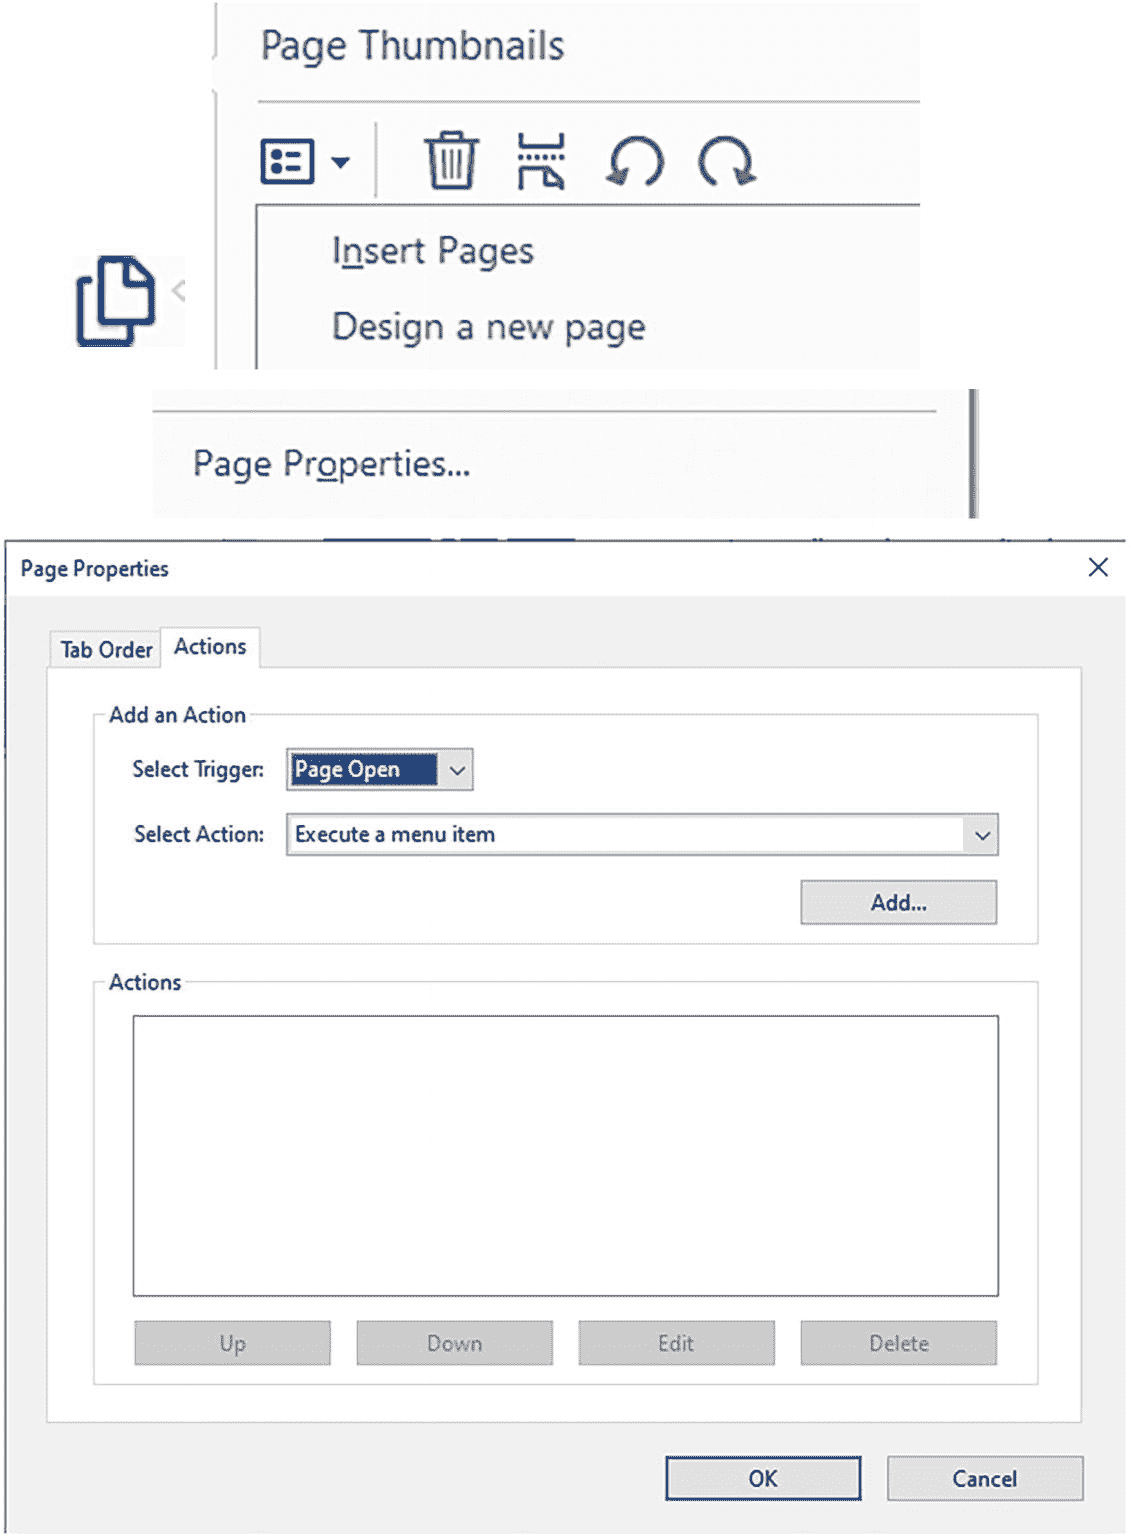 Page Thumbnails
Insert Pages
Design a new page
Page Properties...
Page Properties
Tab Order Actions
Add an Action
Select Trigger: Page Open
Select Action: Execute a menu item
Add...
Actions
Up Down Edit Delete
OK Cancel